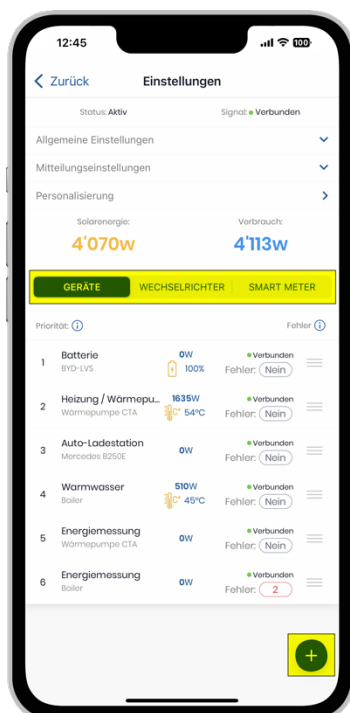 12:45
100
Zurück
Einstellungen
Status: Aktiv
Signal: Verbunden
Allgemeine Einstellungen
Mitteilungseinstellungen
Personalisierung
Solarenergie:
Verbrauch:
4'070w
4'113w
GERÄTE
WECHSELRICHTER
SMART METER
Priorität: i
Fehler i
1
Batterie
BYD-LVS
0W
100%
Verbunden
Fehler: Nein
2
Heizung / Wärmepu...
Wärmepumpe CTA
1635W
C° 54°C
Verbunden
Fehler: Nein
3
Auto-Ladestation
Mercedes B250E
0W
Verbunden
Fehler: Nein
4
Warmwasser
Boiler
510W
C° 45°C
Verbunden
Fehler: Nein
5
Energiemessung
Wärmepumpe CTA
0W
Verbunden
Fehler: Nein
6
Energiemessung
Boiler
0W
Verbunden
Fehler: 2
+